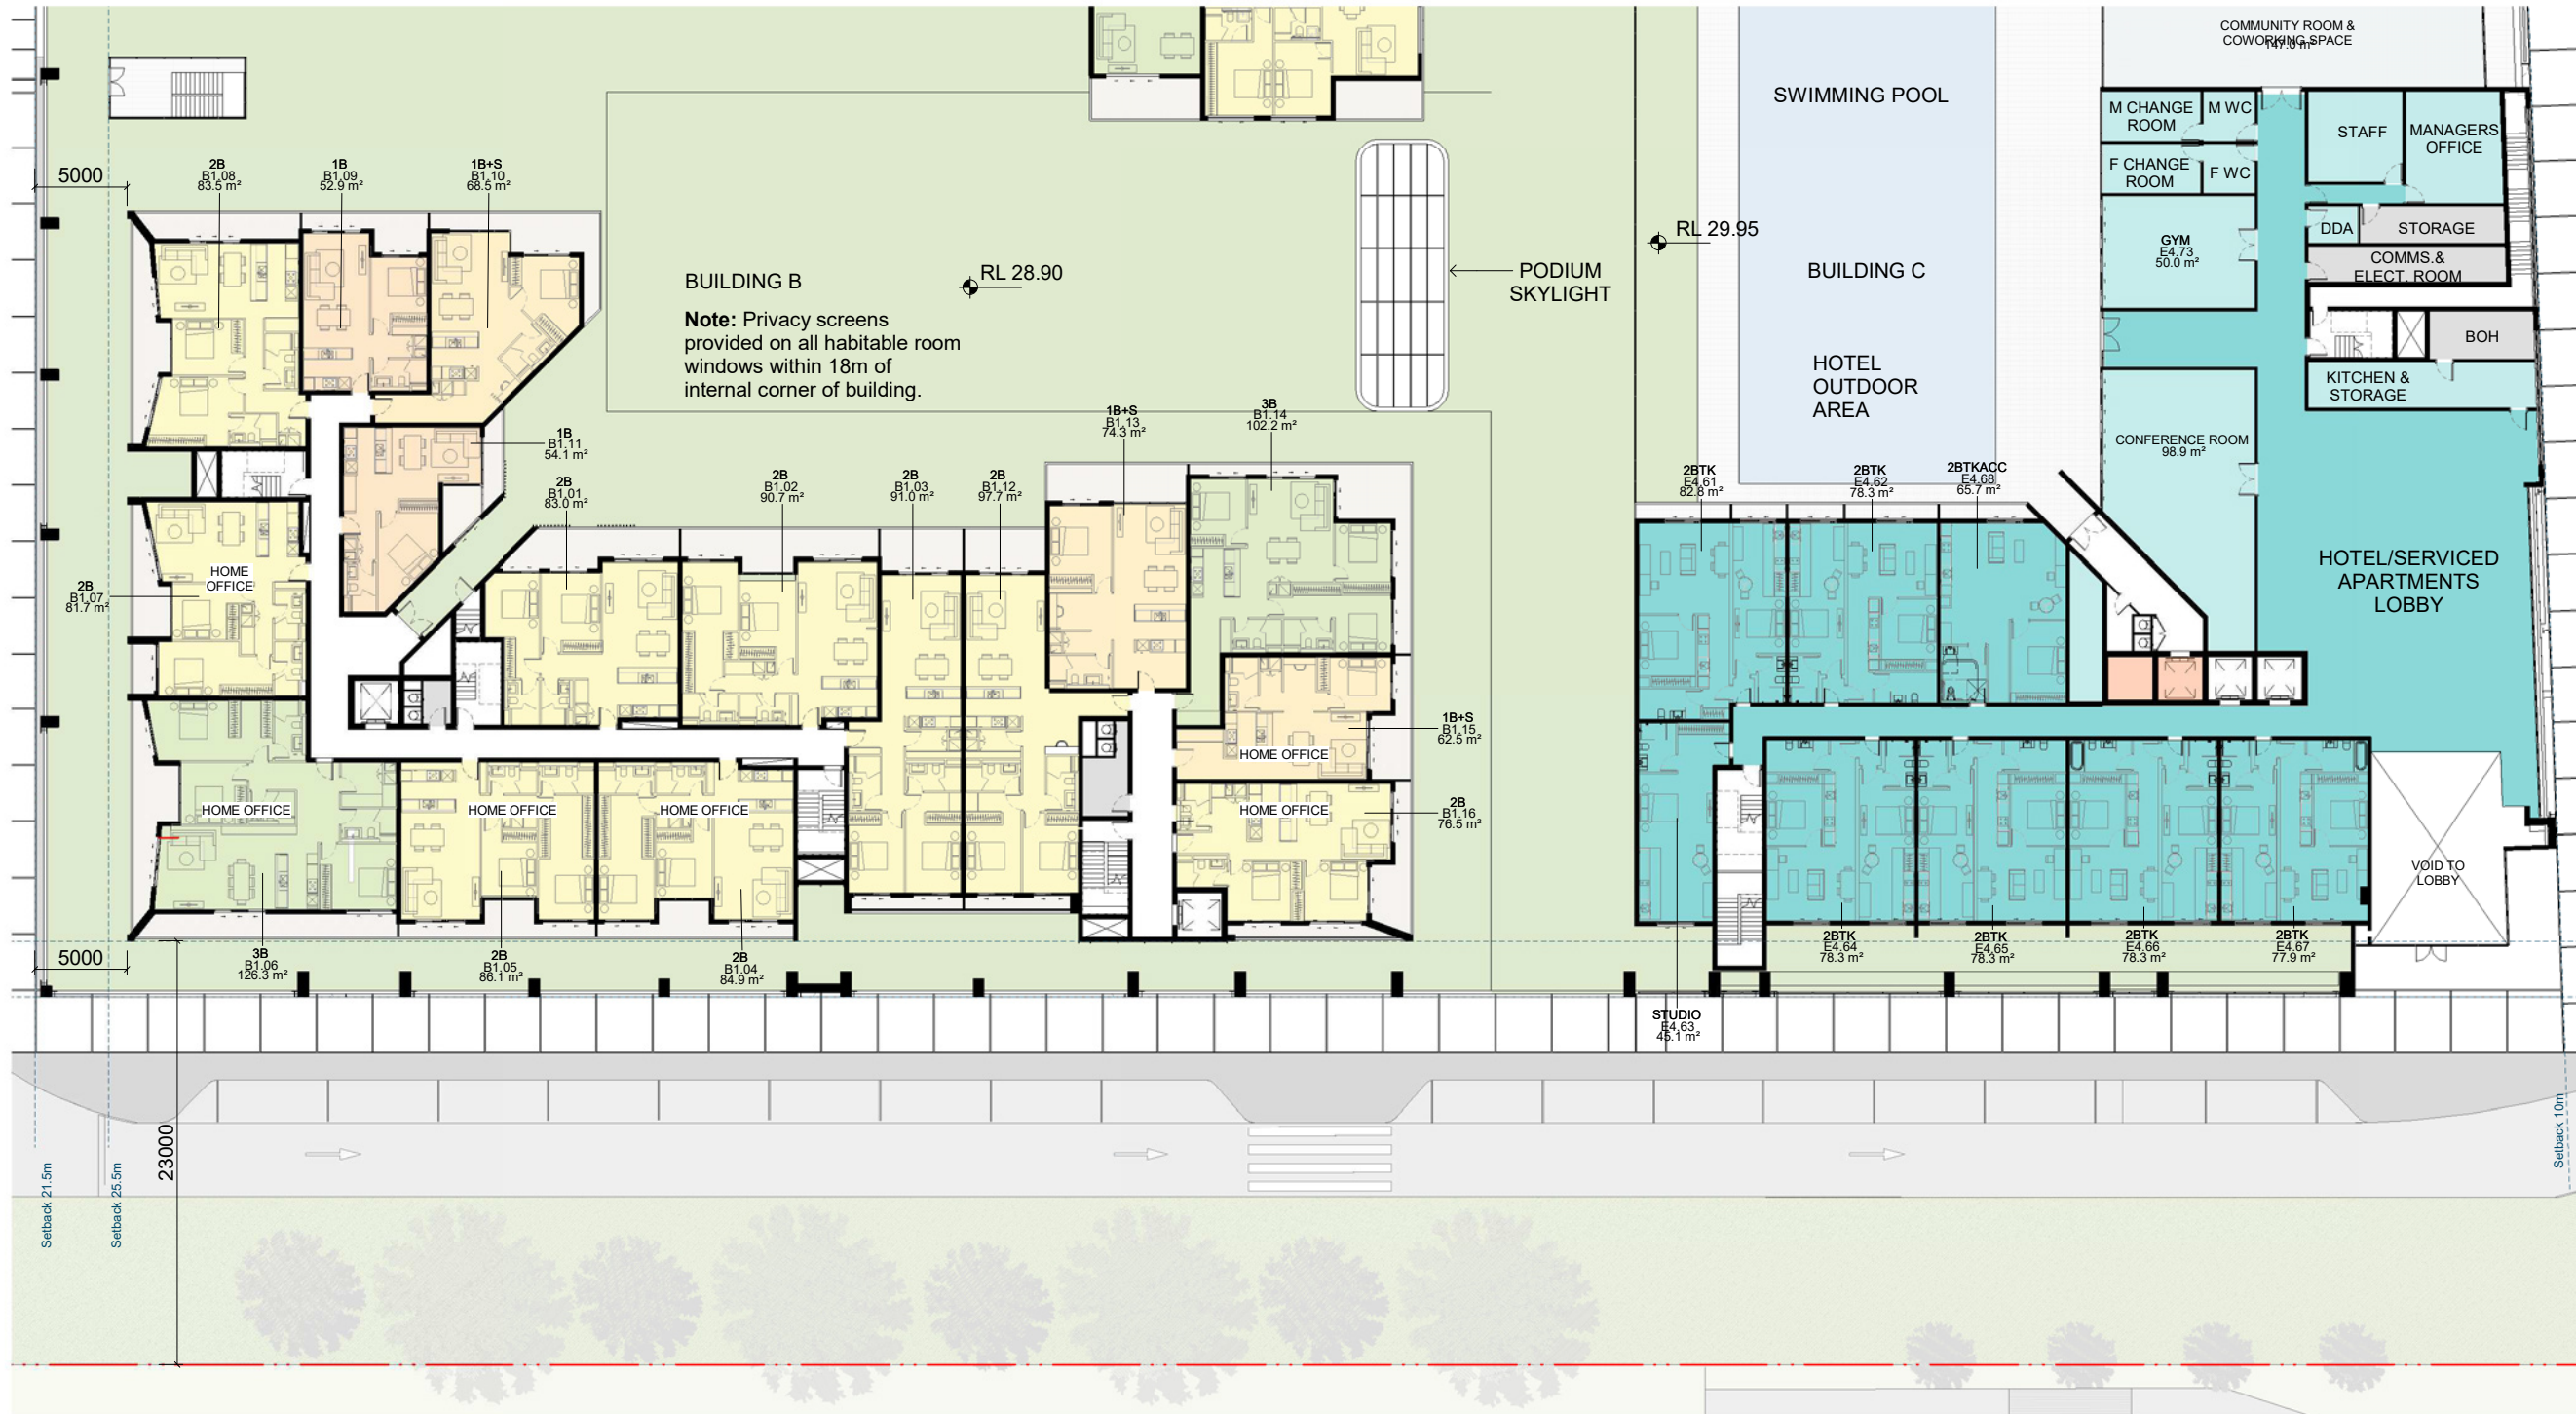 COMMUNITY ROOM &
COWORKING SPACE
147.0 m²
SWIMMING POOL
M CHANGE
ROOM
M WC
STAFF
MANAGERS
OFFICE
F CHANGE
ROOM
F WC
5000
2B
B1.08
83.5 m²
1B
B1.09
52.9 m²
1B+S
B1.10
68.5 m²
RL 29.95
DDA
STORAGE
GYM
E4.73
50.0 m²
COMMS.&
ELECT. ROOM
BUILDING B
RL 28.90
PODIUM
SKYLIGHT
BUILDING C
Note: Privacy screens
provided on all habitable room
windows within 18m of
internal corner of building.
BOH
HOTEL
OUTDOOR
AREA
KITCHEN &
STORAGE
1B
B1.11
54.1 m²
2B
B1.01
83.0 m²
2B
B1.02
90.7 m²
2B
B1.03
91.0 m²
2B
B1.12
97.7 m²
1B+S
B1.13
74.3 m²
3B
B1.14
102.2 m²
2BTK
E4.61
82.8 m²
2BTK
E4.62
78.3 m²
2BTKACC
E4.68
65.7 m²
CONFERENCE ROOM
98.9 m²
HOTEL/SERVICED
APARTMENTS
LOBBY
2B
B1.07
81.7 m²
HOME
OFFICE
1B+S
B1.15
62.5 m²
HOME OFFICE
HOME OFFICE
HOME OFFICE
HOME OFFICE
HOME OFFICE
2B
B1.16
76.5 m²
VOID TO
LOBBY
5000
3B
B1.06
126.3 m²
2B
B1.05
86.1 m²
2B
B1.04
84.9 m²
2BTK
E4.64
78.3 m²
2BTK
E4.65
78.3 m²
2BTK
E4.66
78.3 m²
2BTK
E4.67
77.9 m²
STUDIO
E4.63
45.1 m²
23000
Setback 21.5m
Setback 25.5m
Setback 10m